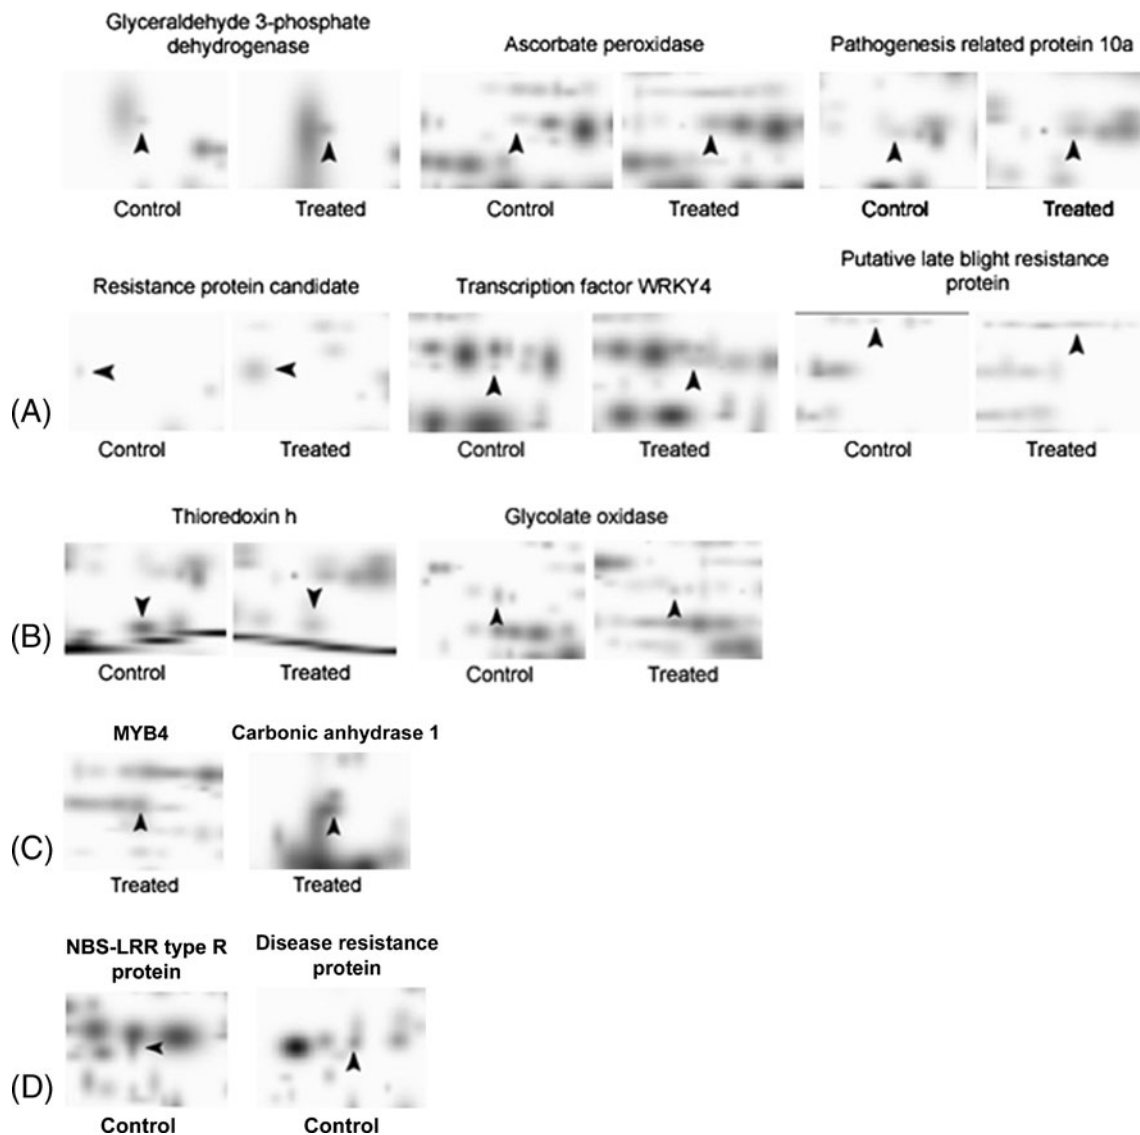 Glyceraldehyde 3-phosphate
dehydrogenase
Ascorbate peroxidase
Pathogenesis related protein 10a
Control
Treated
Control
Treated
Control
Treated
Resistance protein candidate
Transcription factor WRKY4
Putative late blight resistance
protein
(A)
Control
Treated
Control
Treated
Control
Treated
Thioredoxin h
Glycolate oxidase
(B)
Control
Treated
Control
Treated
MYB4
Carbonic anhydrase 1
(C)
Treated
Treated
NBS-LRR type R
protein
Disease resistance
protein
(D)
Control
Control